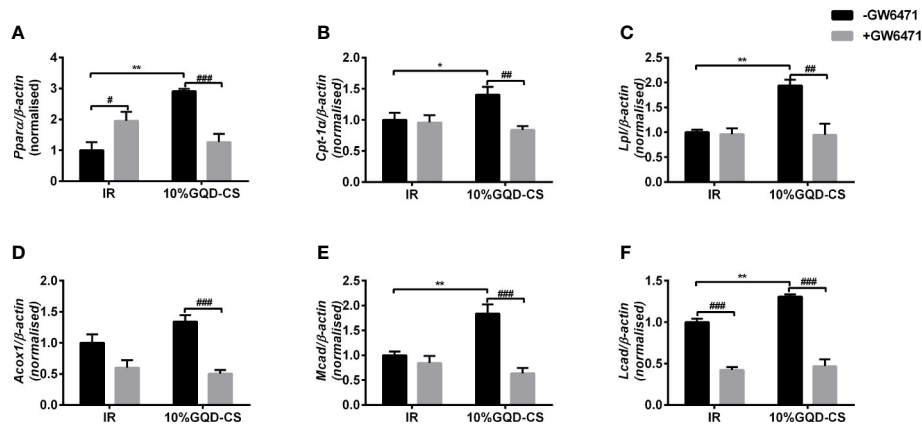 -GW6471
+GW6471
A
Pparα/β-actin
(normalised)
4
3
2
1
0
**
#
###
IR
10%GQD-CS
B
Cpt-1α/β-actin
(normalised)
2.0
1.5
1.0
0.5
0.0
*
##
IR
10%GQD-CS
C
Lpl/β-actin
(normalised)
2.5
2.0
1.5
1.0
0.5
0.0
**
##
IR
10%GQD-CS
D
Acox1/β-actin
(normalised)
2.0
1.5
1.0
0.5
0.0
###
IR
10%GQD-CS
E
Mcad/β-actin
(normalised)
2.5
2.0
1.5
1.0
0.5
0.0
**
###
IR
10%GQD-CS
F
Lcad/β-actin
(normalised)
1.5
1.0
0.5
0.0
**
###
###
IR
10%GQD-CS